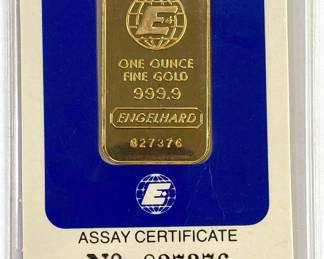 E
ONE OUNCE
FINE GOLD
999.9
ENGELHARD
827376
E
ASSAY CERTIFICATE